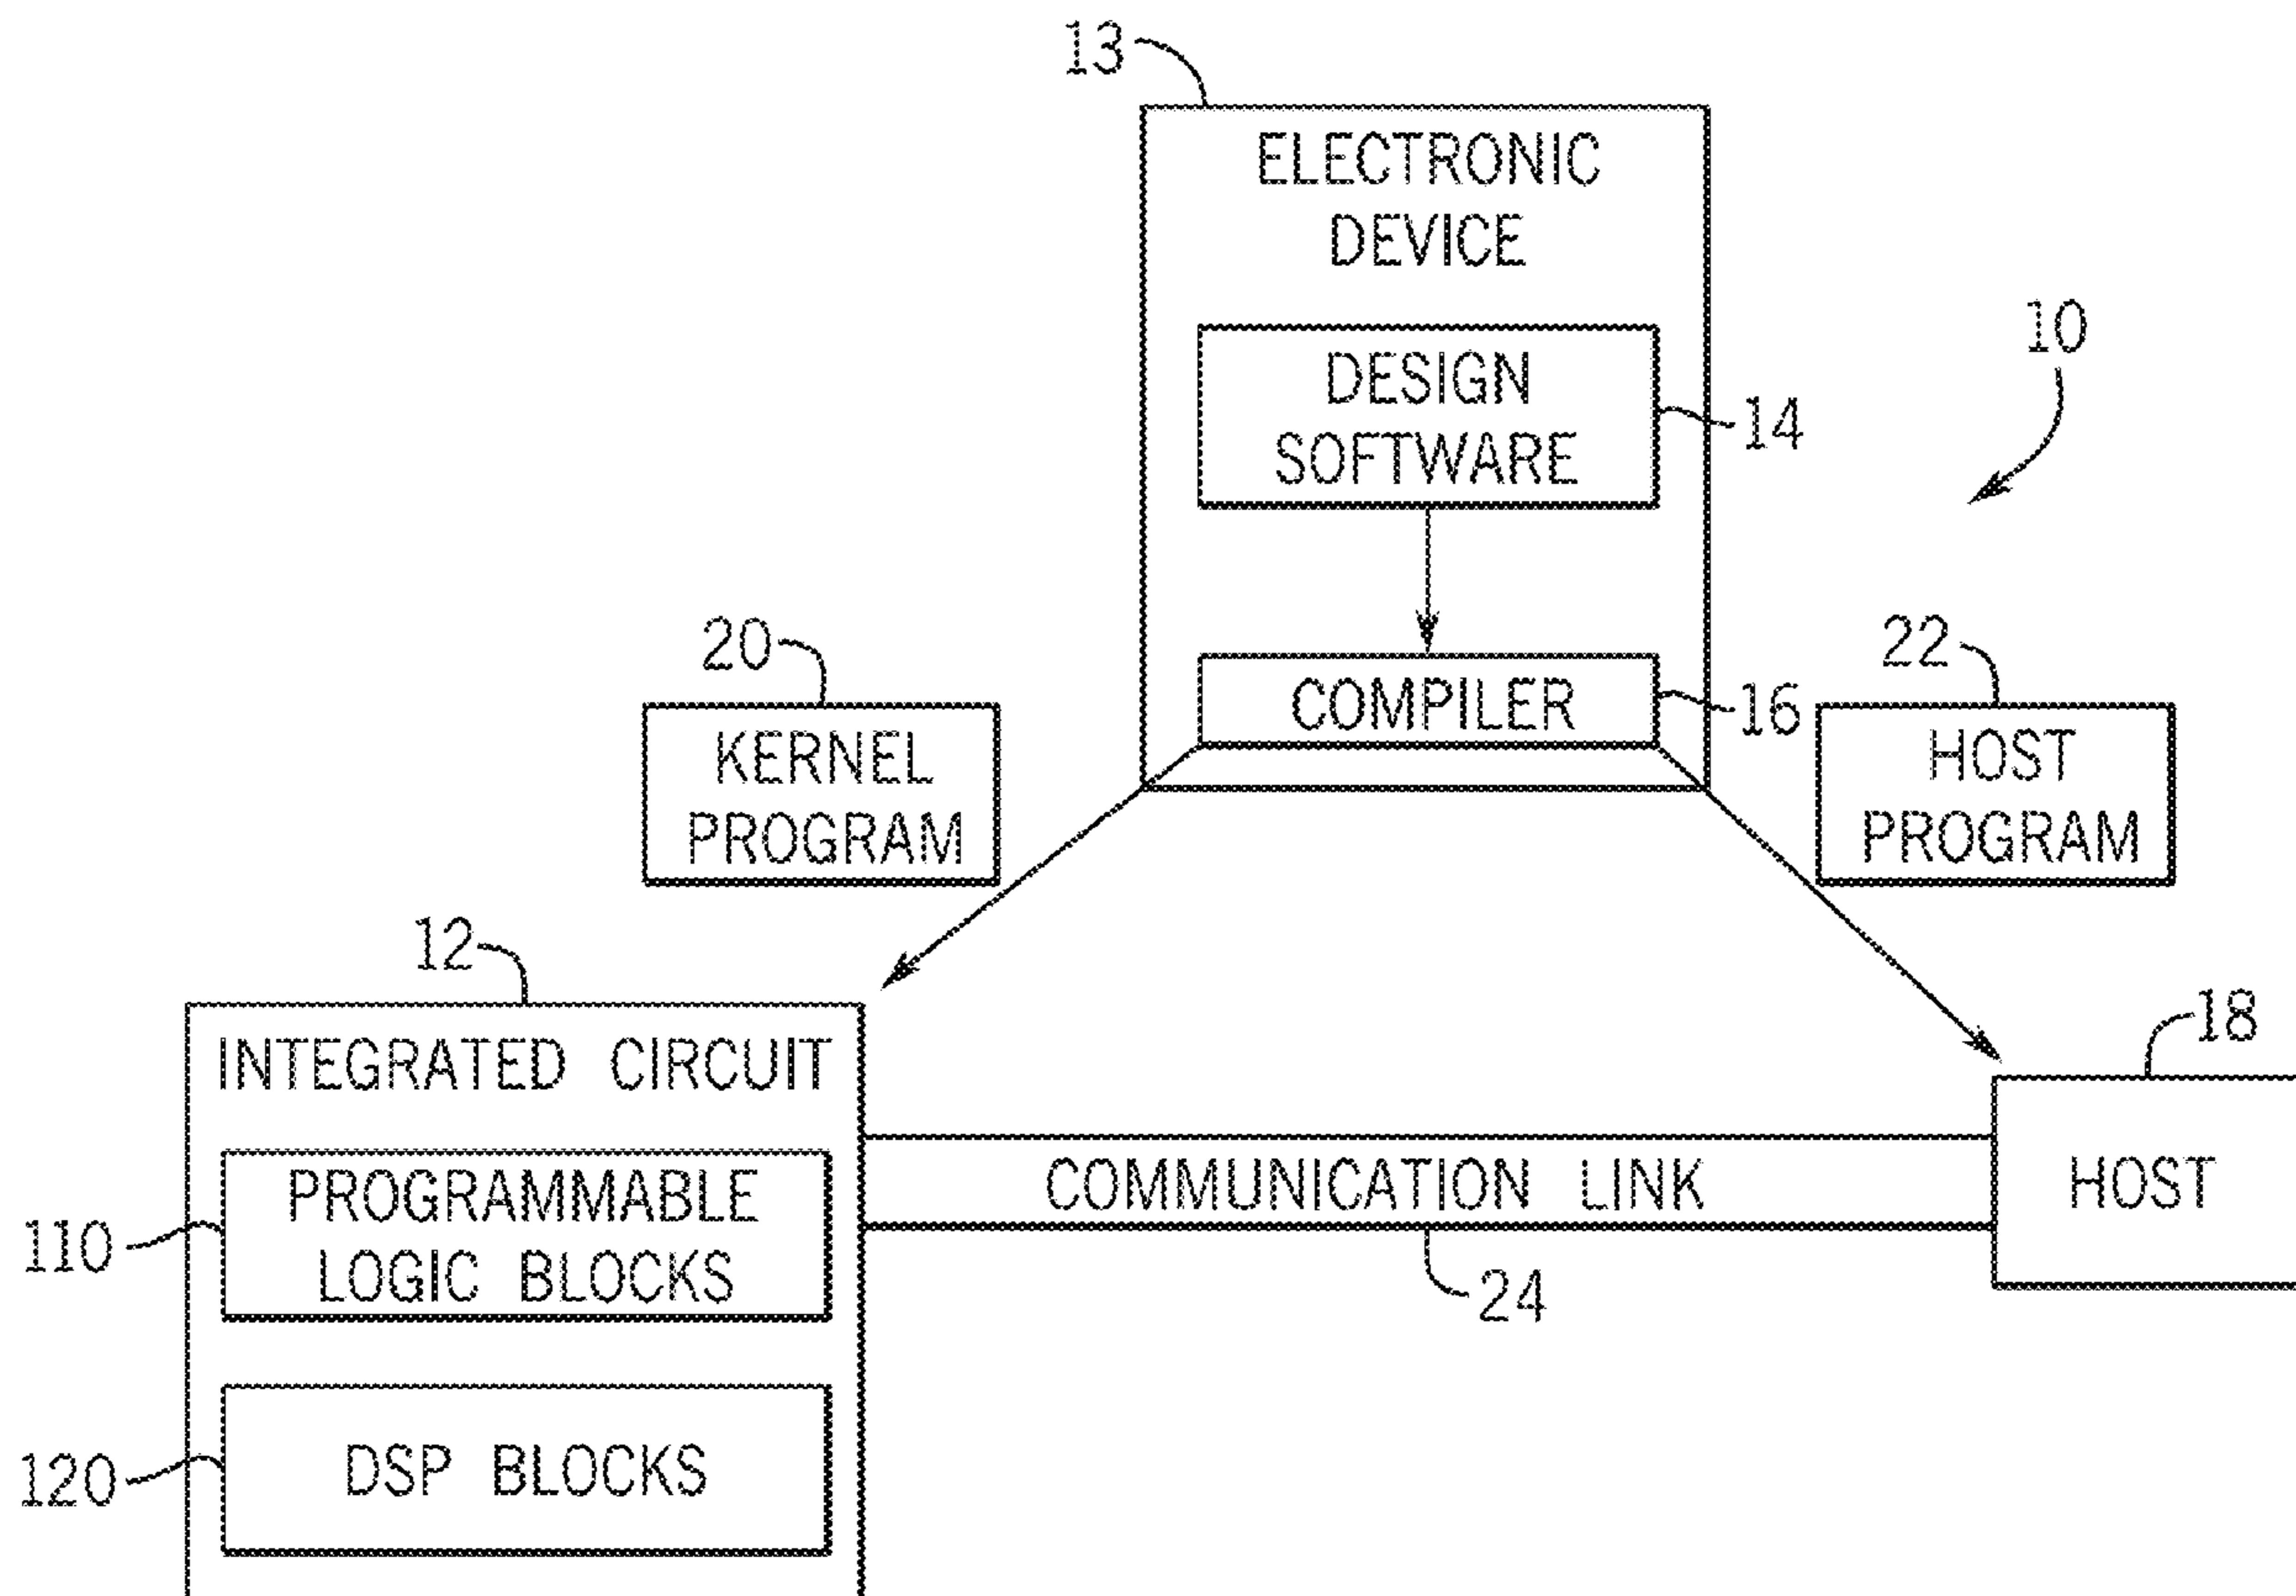 13
ELECTRONIC
DEVICE
10
DESIGN
SOFTWARE
14
20
22
COMPILER
16
KERNEL
PROGRAM
HOST
PROGRAM
12
18
INTEGRATED CIRCUIT
PROGRAMMABLE
LOGIC BLOCKS
110
COMMUNICATION LINK
HOST
24
DSP BLOCKS
120